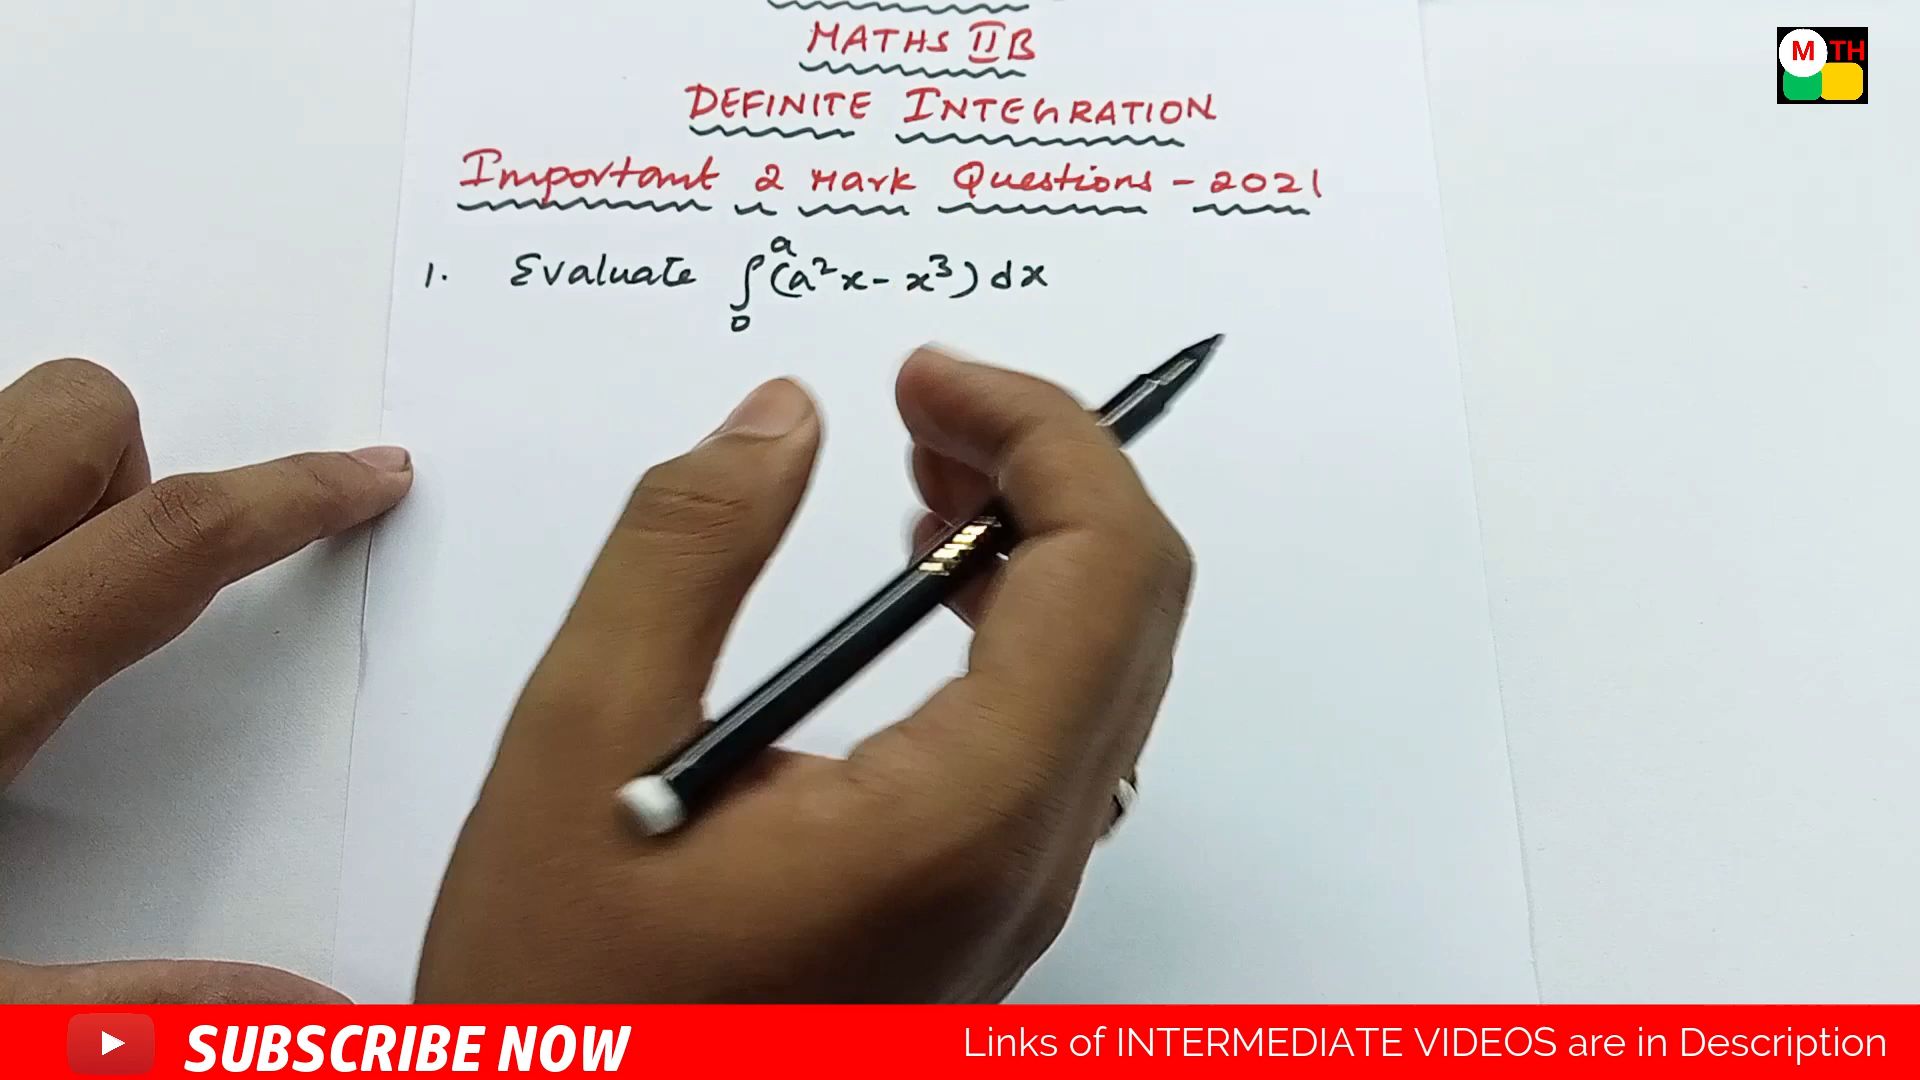 MATHS IIB
DEFINITE INTEGRATION
Important 2 Mark Questions - 2021
1. Evaluate ∫₀ᵃ (a²x - x³) dx
M TH
SUBSCRIBE NOW
Links of INTERMEDIATE VIDEOS are in Description